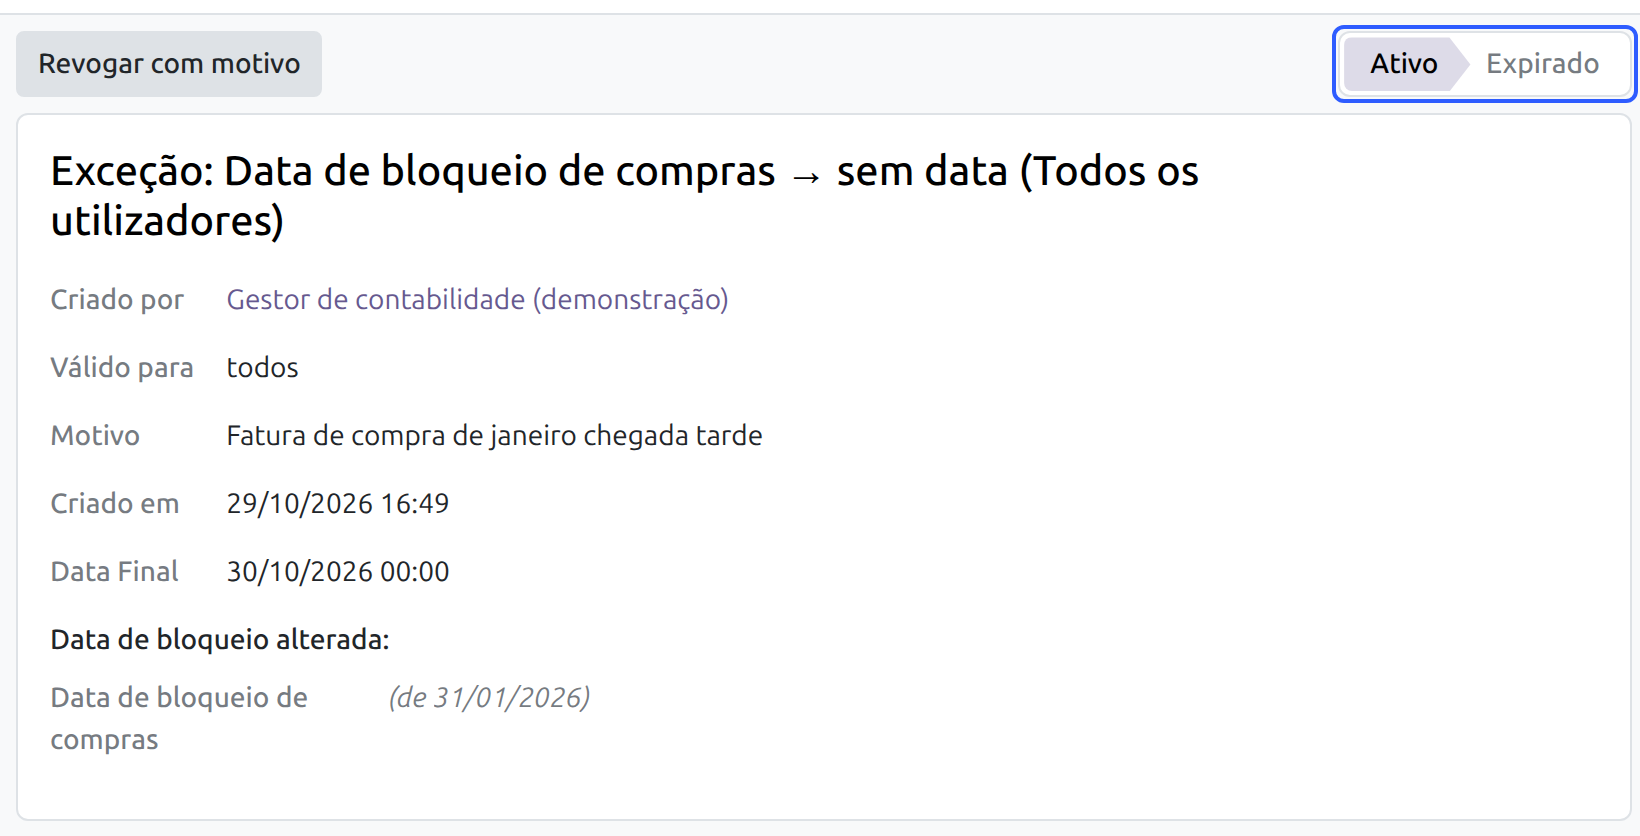 Revogar com motivo
Ativo
Expirado
Exceção: Data de bloqueio de compras → sem data (Todos os
utilizadores)
Criado por Gestor de contabilidade (demonstração)
Válido para todos
Motivo Fatura de compra de janeiro chegada tarde
Criado em 29/10/2026 16:49
Data Final 30/10/2026 00:00
Data de bloqueio alterada:
Data de bloqueio de (de 31/01/2026)
compras